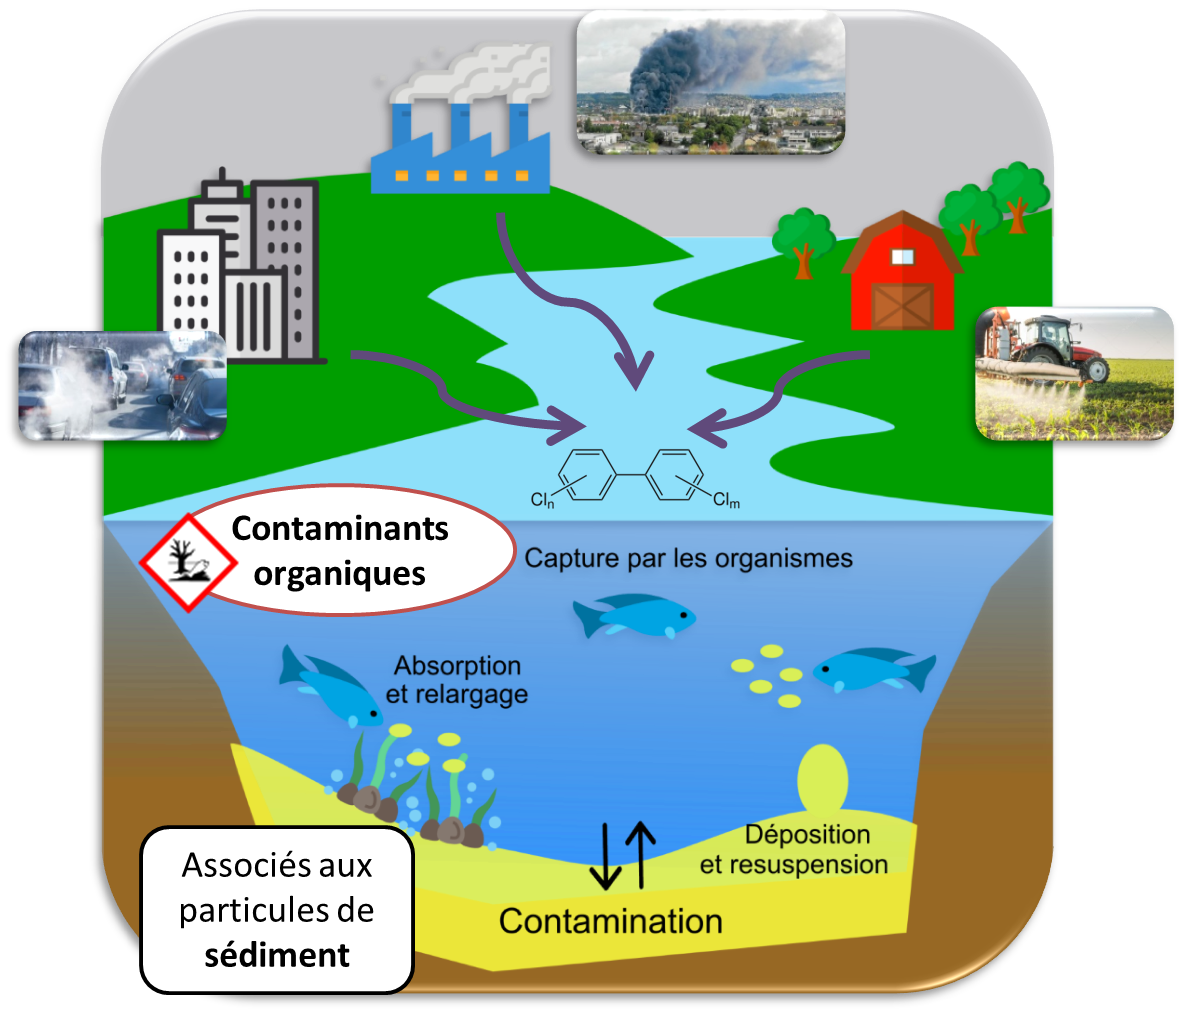 Cln
Clm
Contaminants
organiques
Capture par les organismes
Absorption
et relargage
Déposition
et resuspension
Contamination
Associés aux
particules de
sédiment